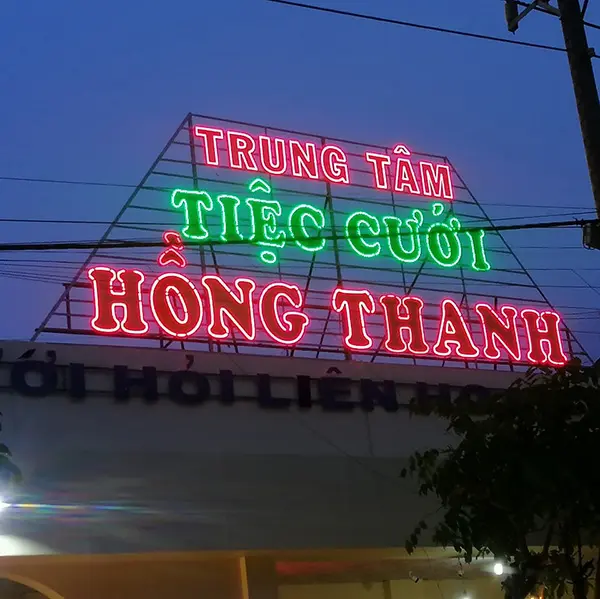 TRUNG TÂM
TIỆC CƯỚI
HỒNG THANH
HỎI LIÊN